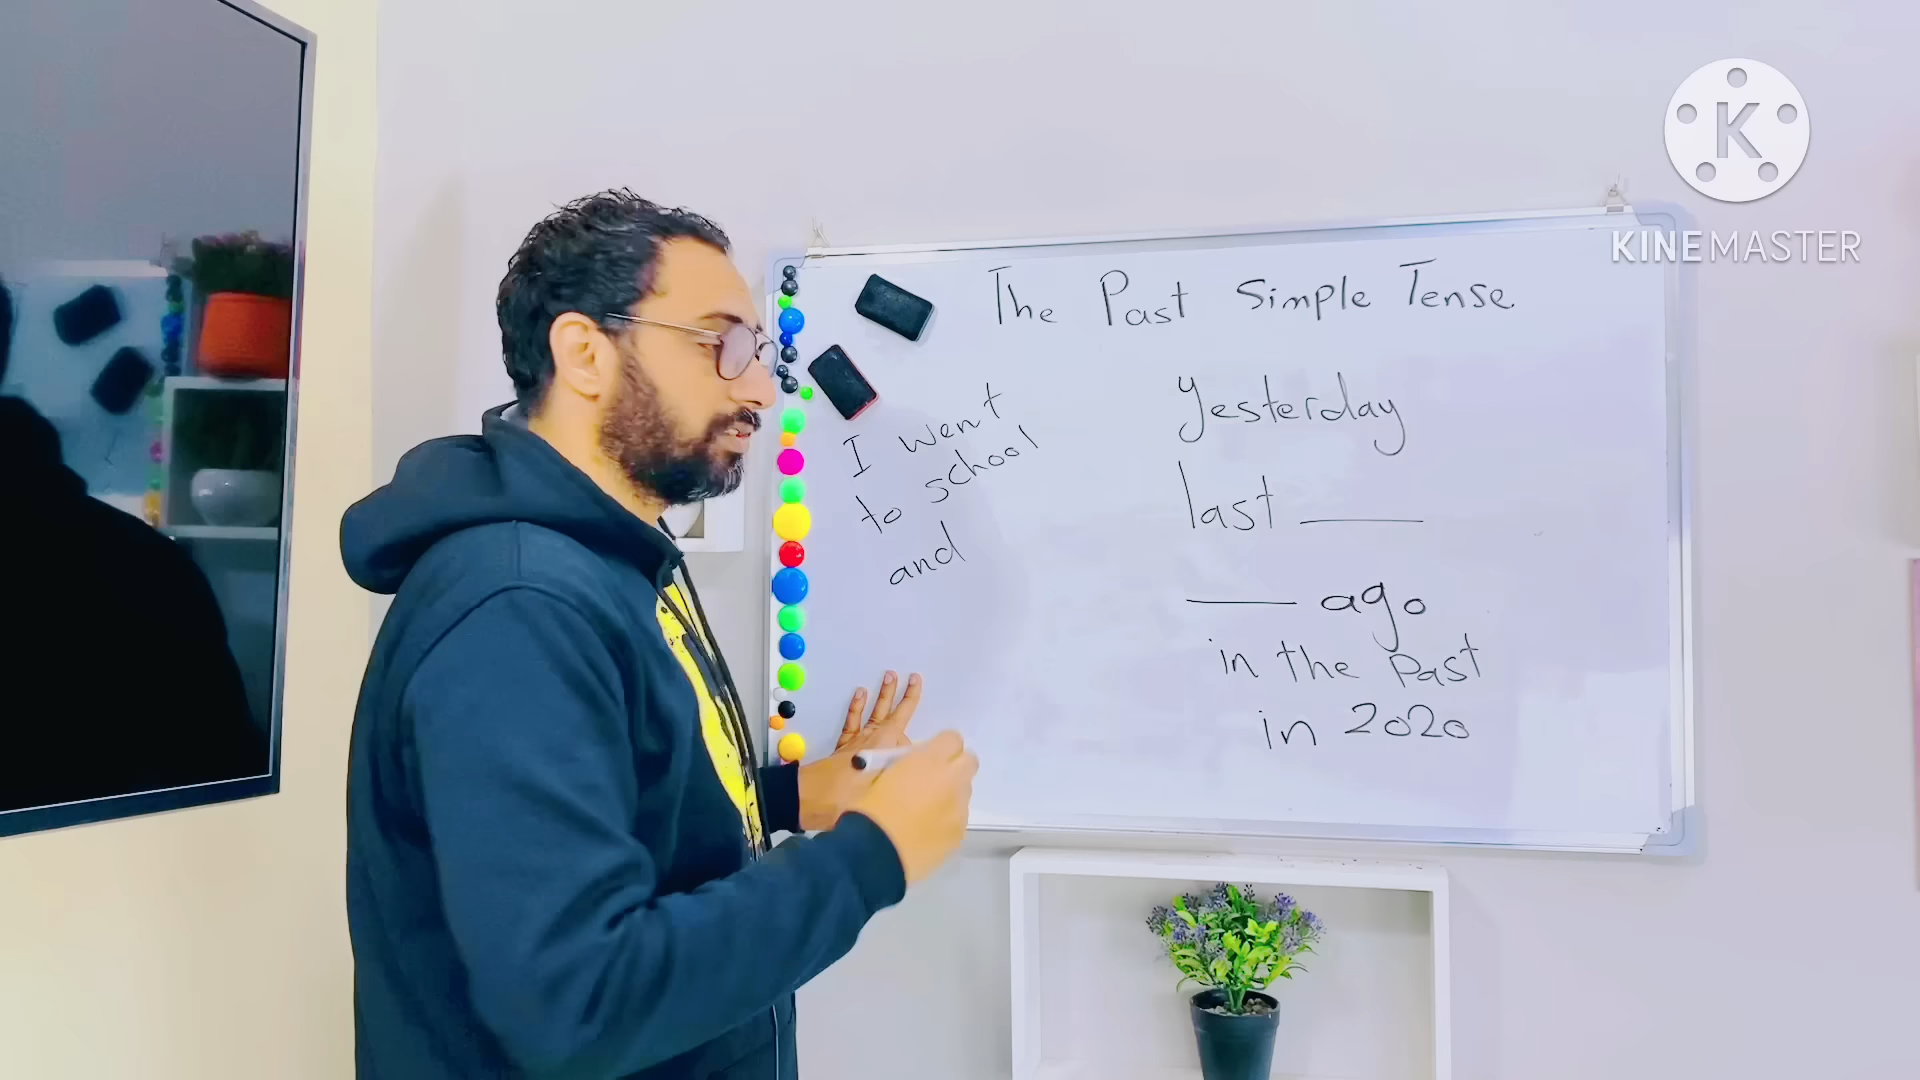 The Past Simple Tense.
I went
to school
and
yesterday
last ____
____ ago
in the Past
in 2020
K
KINEMASTER